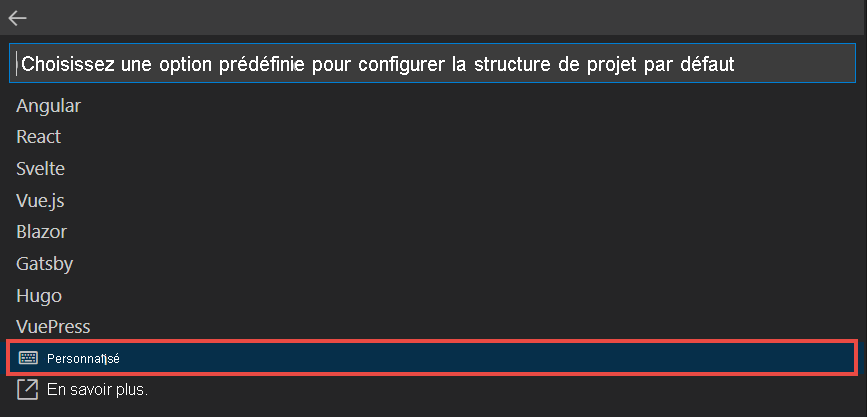 Choisissez une option prédéfinie pour configurer la structure de projet par défaut
Angular
React
Svelte
Vue.js
Blazor
Gatsby
Hugo
VuePress
Personnalisé
En savoir plus.